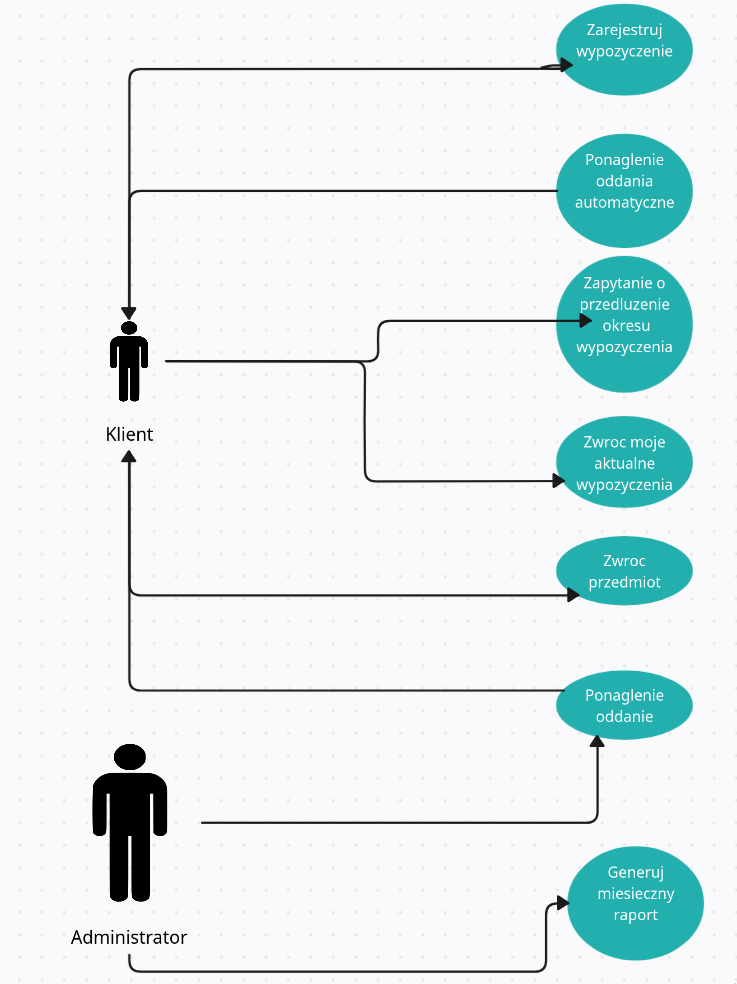 Zarejestruj
wypozyczenie
Ponaglenie
oddania
automatyczne
Zapytanie o
przedluzenie
okresu
wypozyczenia
Klient
Zwroc moje
aktualne
wypozyczenia
Zwroc
przedmiot
Ponaglenie
oddanie
Generuj
miesieczny
raport
Administrator